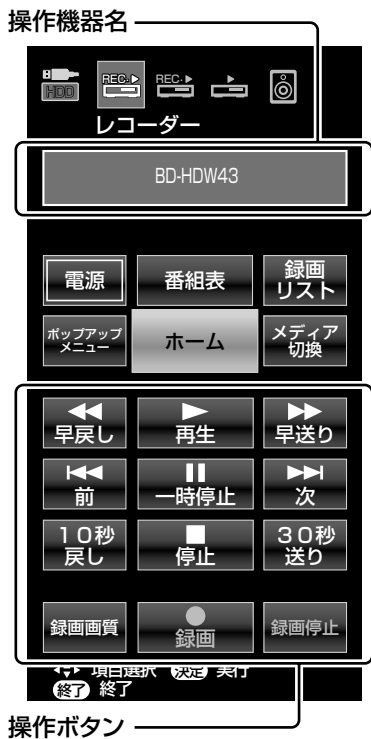 操作機器名
HDD REC. REC.
レコーダー
BD-HDW43
電源 番組表 録画
リスト
ポップアップ
メニュー ホーム メディア
切換
早戻し 再生 早送り
前 一時停止 次
10秒
戻し 停止 30秒
送り
録画画質 録画 録画停止
項目選択 決定 実行
終了 終了
操作ボタン